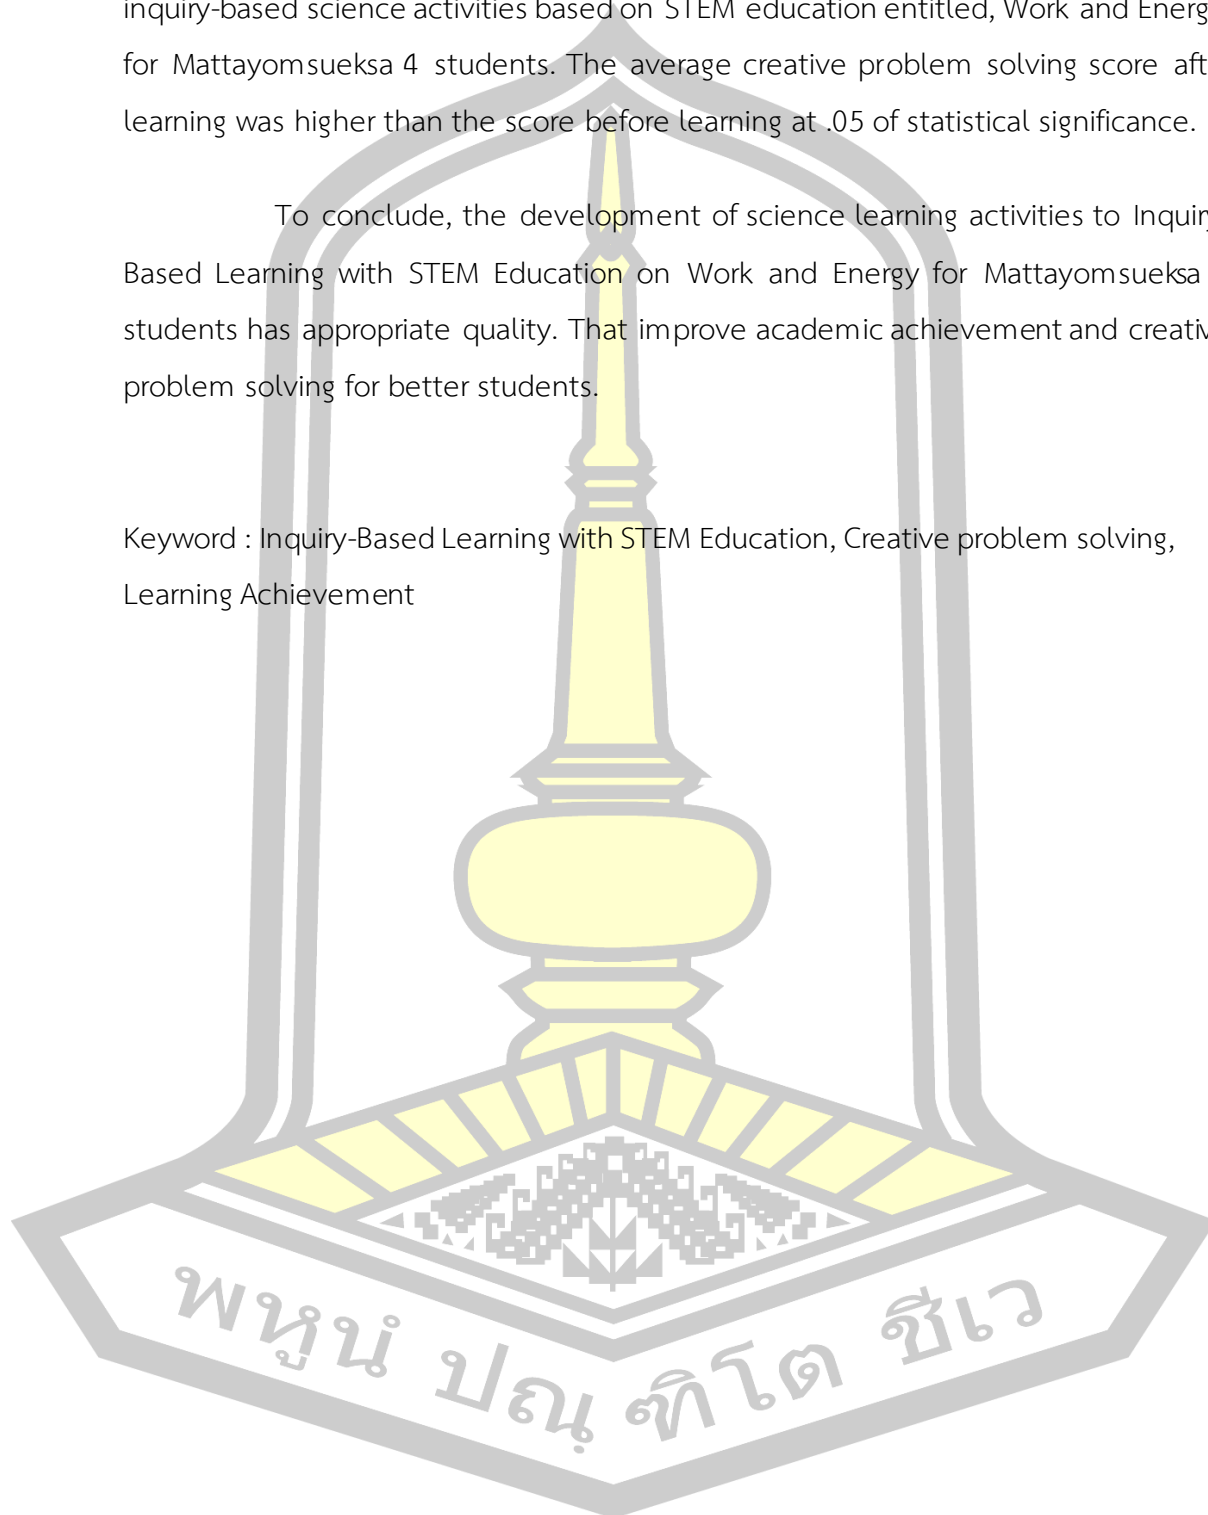 inquiry-based science activities based on STEM education entitled, Work and Energ
for Mattayomsueksa 4 students. The average creative problem solving score aft
learning was higher than the score before learning at .05 of statistical significance.
To conclude, the development of science learning activities to Inquiry
Based Learning with STEM Education on Work and Energy for Mattayomsueksa
students has appropriate quality. That improve academic achievement and creativ
problem solving for better students.
Keyword : Inquiry-Based Learning with STEM Education, Creative problem solving,
Learning Achievement
พหูนํ ปณฺฑิโต ชีเว